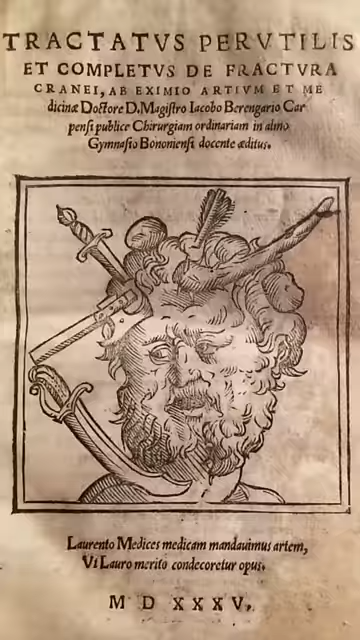 TRACTATVS PERVTILIS
ET COMPLETVS DE FRACTVRA
CRANEI, AB EXIMIO ARTIVM ET ME
dicinæ Doctore D. Magiſtro Iacobo Berengario Car
penſi publice Chirurgiam ordinariam in almo
Gymnaſio Bononienſi docente æditus.
Laurento Medices medicam mandauimus artem,
Vt Lauro merito condecoretur opus.
M D XXXV.